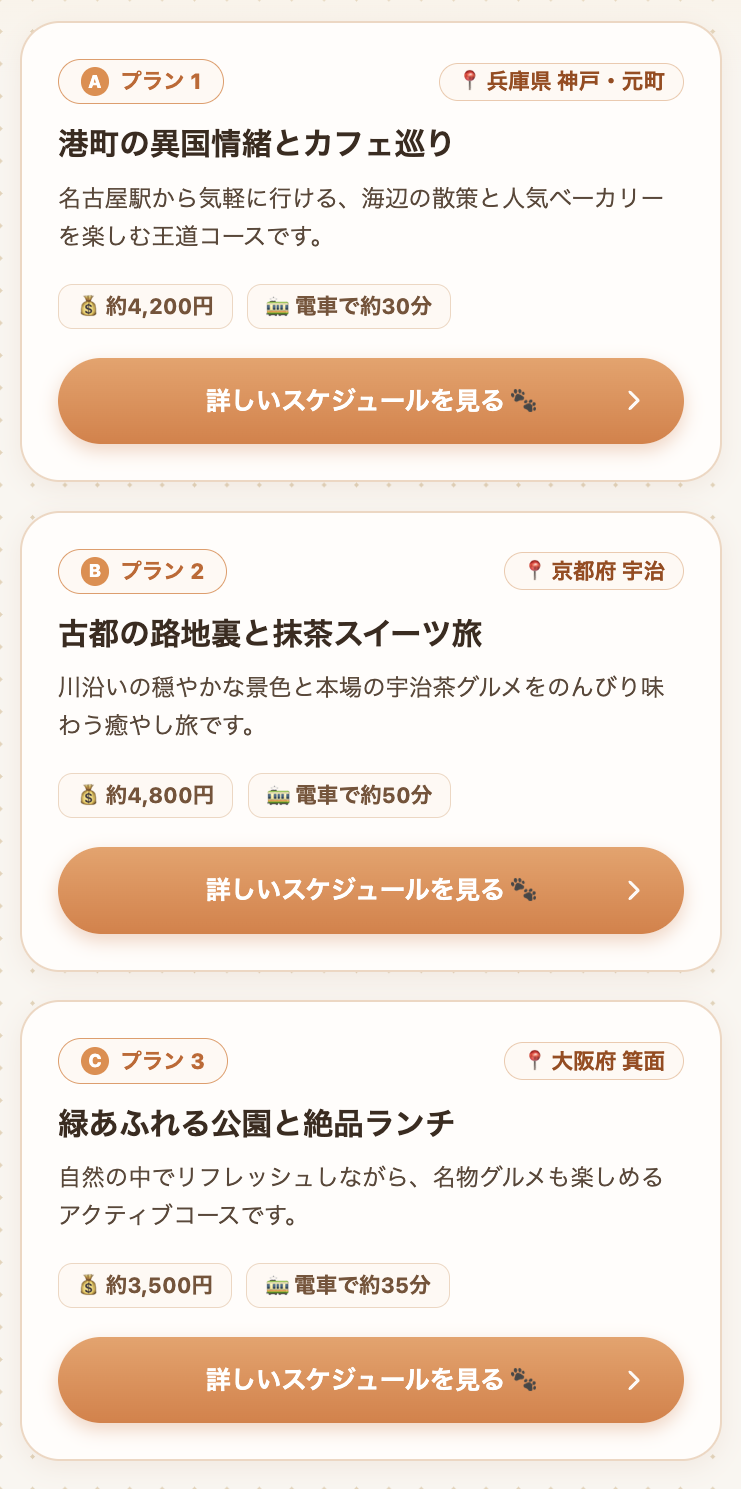 A プラン 1
📍 兵庫県 神戸・元町
港町の異国情緒とカフェ巡り
名古屋駅から気軽に行ける、海辺の散策と人気ベーカリー
を楽しむ王道コースです。
💰 約4,200円
🚃 電車で約30分
詳しいスケジュールを見る 🐾
B プラン 2
📍 京都府 宇治
古都の路地裏と抹茶スイーツ旅
川沿いの穏やかな景色と本場の宇治茶グルメをのんびり味
わう癒やし旅です。
💰 約4,800円
🚃 電車で約50分
詳しいスケジュールを見る 🐾
C プラン 3
📍 大阪府 箕面
緑あふれる公園と絶品ランチ
自然の中でリフレッシュしながら、名物グルメも楽しめる
アクティブコースです。
💰 約3,500円
🚃 電車で約35分
詳しいスケジュールを見る 🐾